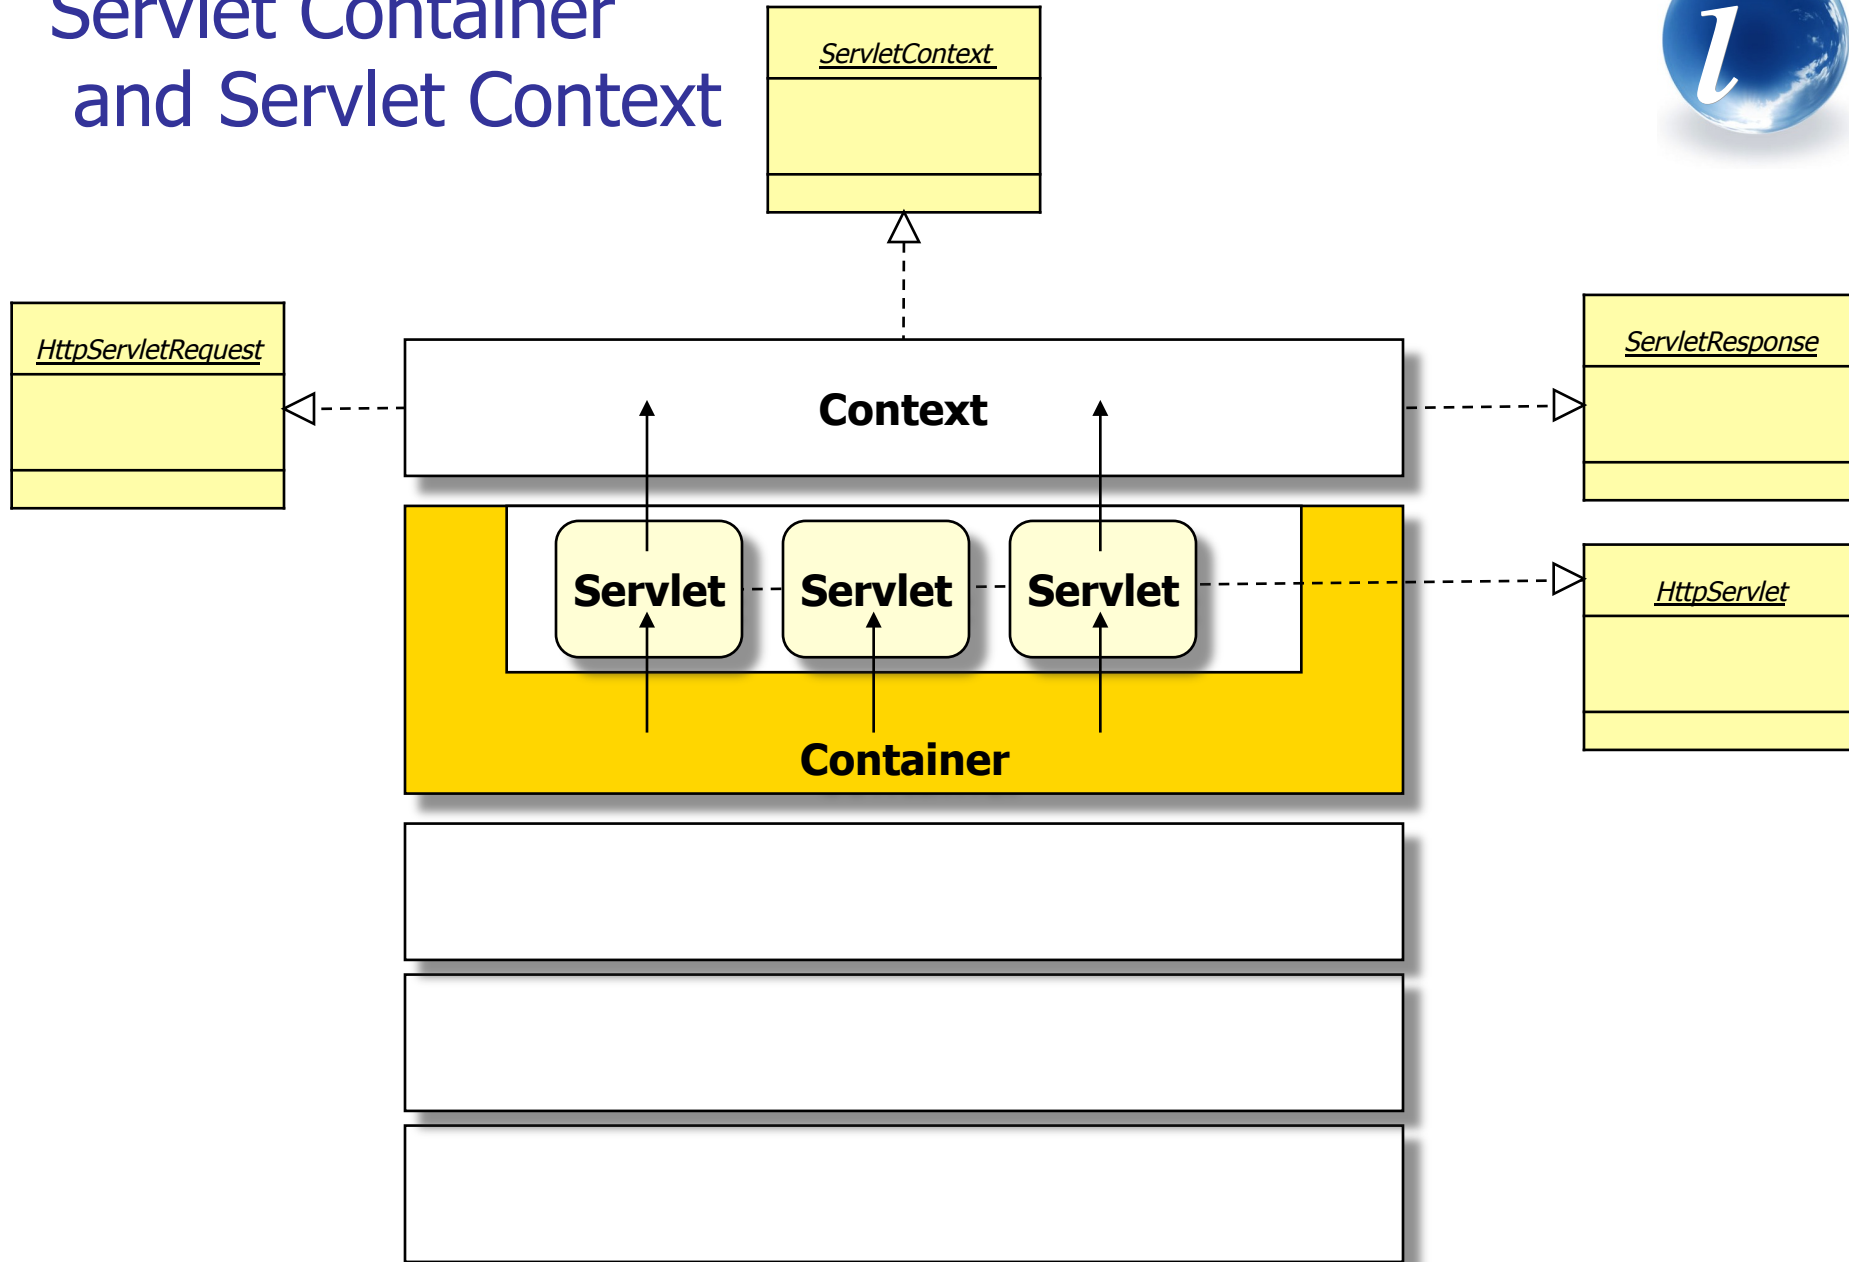 Servlet Container
and Servlet Context
ServletContext
HttpServletRequest
ServletResponse
Context
Servlet Servlet Servlet
HttpServlet
Container
i